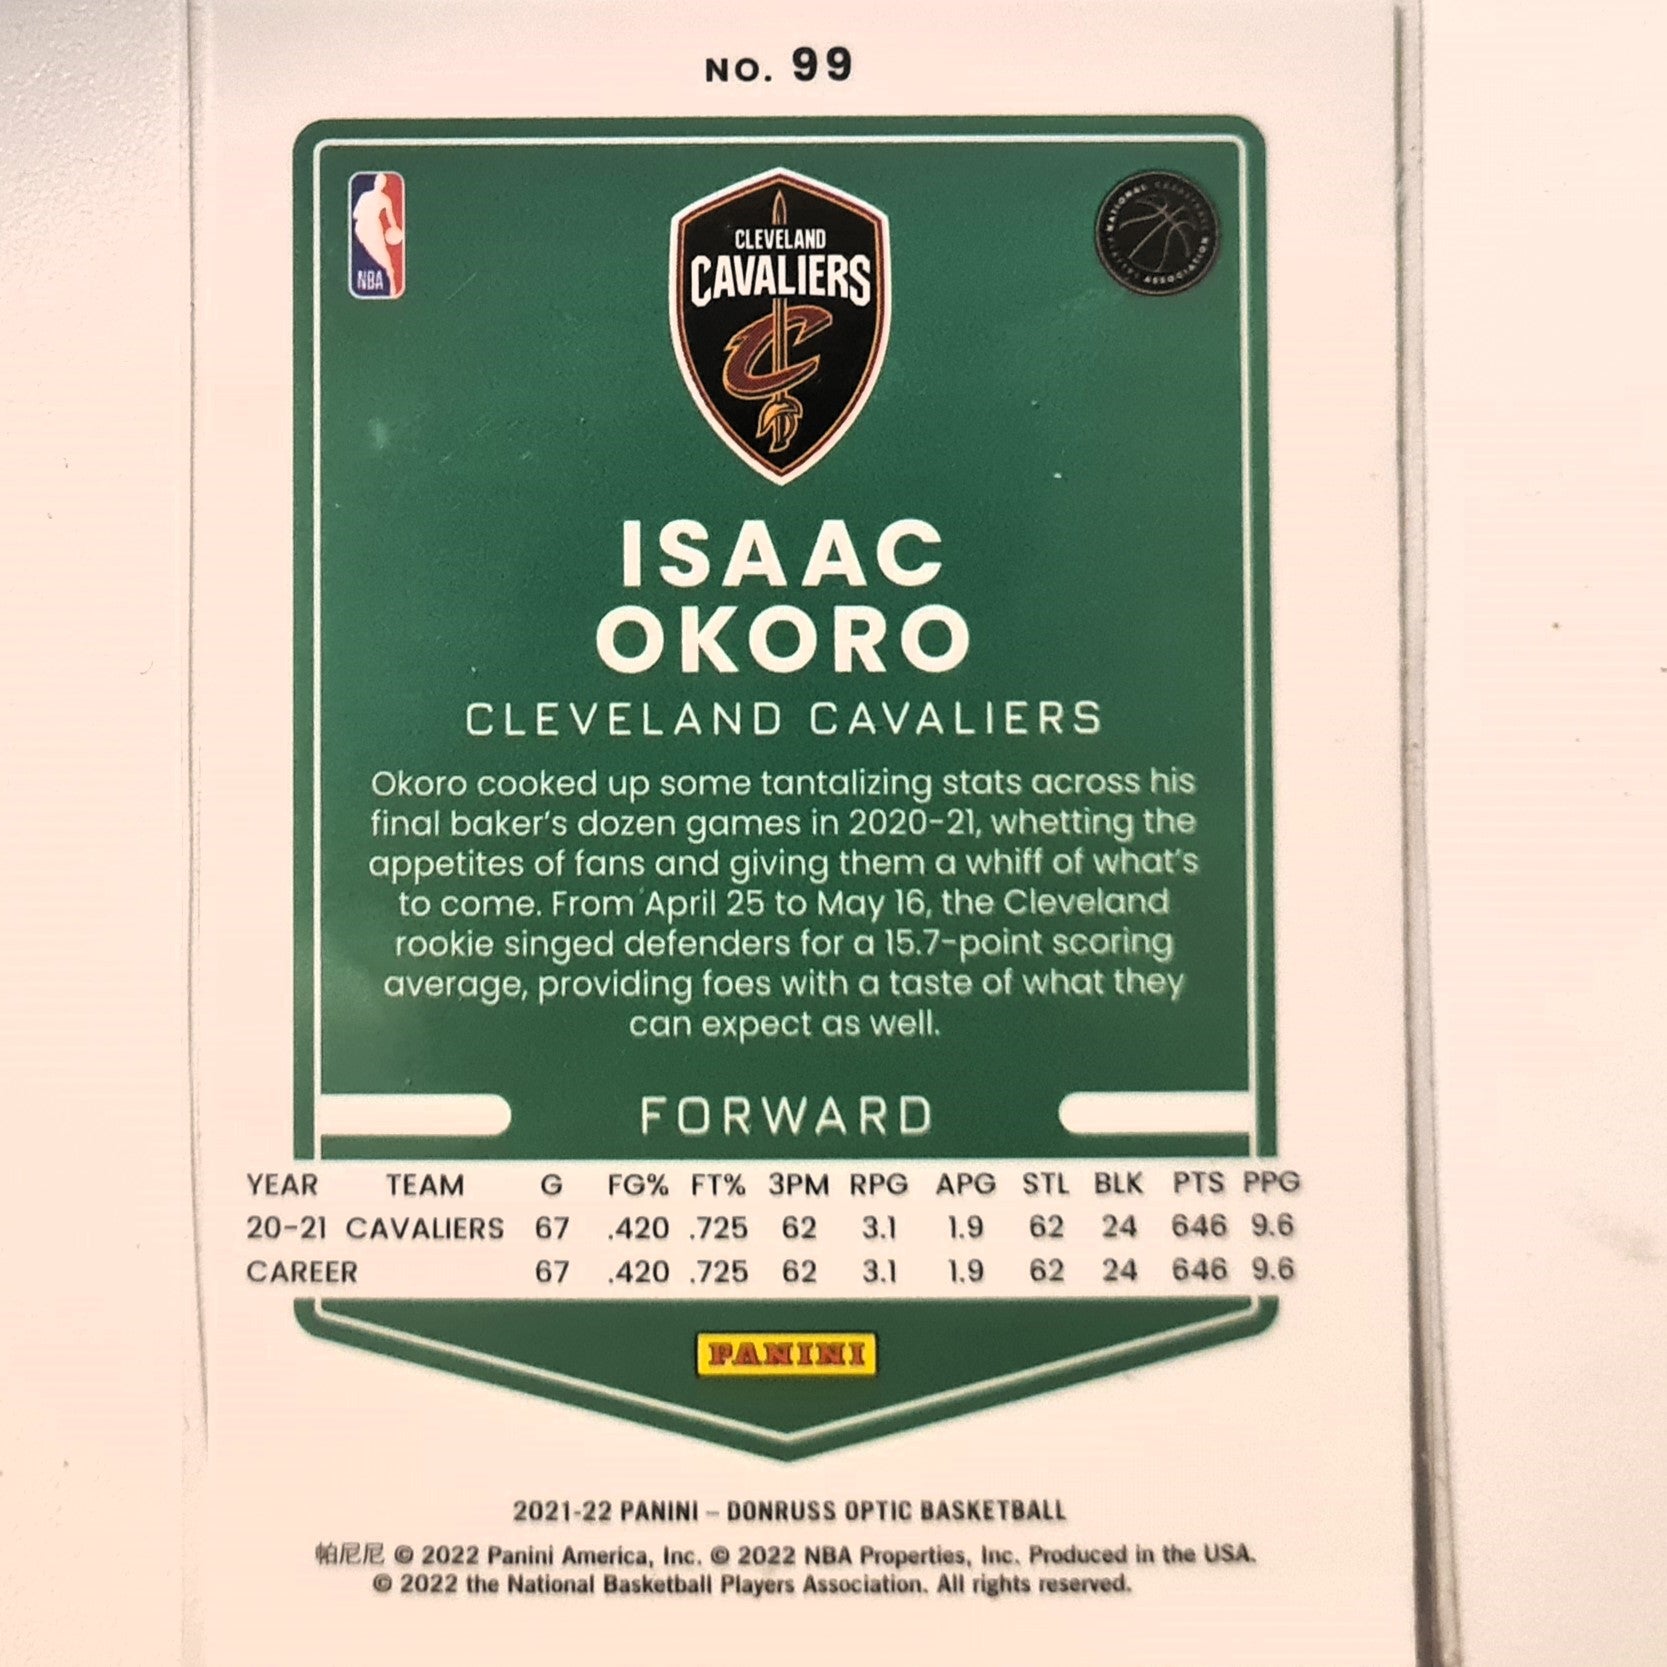 NO. 99
NBA
CLEVELAND
CAVALIERS
NATIONAL BASKETBALL PLAYERS ASSOCIATION
ISAAC
OKORO
CLEVELAND CAVALIERS
Okoro cooked up some tantalizing stats across his
final baker's dozen games in 2020-21, whetting the
appetites of fans and giving them a whiff of what's
to come. From April 25 to May 16, the Cleveland
rookie singed defenders for a 15.7-point scoring
average, providing foes with a taste of what they
can expect as well.
FORWARD
YEAR TEAM G FG% FT% 3PM RPG APG STL BLK PTS PPG
20-21 CAVALIERS 67 .420 .725 62 3.1 1.9 62 24 646 9.6
CAREER 67 .420 .725 62 3.1 1.9 62 24 646 9.6
PANINI
2021-22 PANINI – DONRUSS OPTIC BASKETBALL
帕尼尼 © 2022 Panini America, Inc. © 2022 NBA Properties, Inc. Produced in the USA.
© 2022 the National Basketball Players Association. All rights reserved.